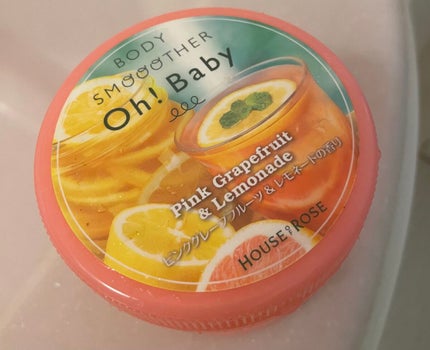 BODY
SMOOOTHER
Oh! Baby
Pink Grapefruit
& Lemonade
ピンクグレープフルーツ & レモネードの香り
HOUSE OF ROSE